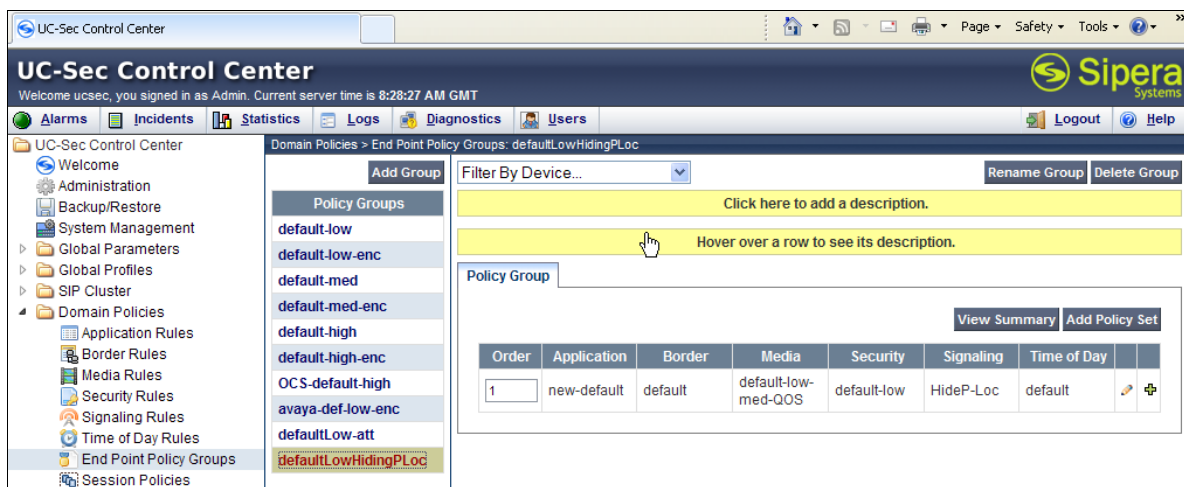 UC-Sec Control Center
Page Safety Tools
»
UC-Sec Control Center
Welcome ucsec, you signed in as Admin. Current server time is 8:28:27 AM GMT
Sipera
Systems
Alarms Incidents Statistics Logs Diagnostics Users Logout Help
UC-Sec Control Center
Welcome
Administration
Backup/Restore
System Management
Global Parameters
Global Profiles
SIP Cluster
Domain Policies
Application Rules
Border Rules
Media Rules
Security Rules
Signaling Rules
Time of Day Rules
End Point Policy Groups
Session Policies
Domain Policies > End Point Policy Groups: defaultLowHidingPLoc
Add Group
Policy Groups
default-low
default-low-enc
default-med
default-med-enc
default-high
default-high-enc
OCS-default-high
avaya-def-low-enc
defaultLow-att
defaultLowHidingPLoc
Filter By Device... Rename Group Delete Group
Click here to add a description.
Hover over a row to see its description.
Policy Group
View Summary Add Policy Set
Order Application Border Media Security Signaling Time of Day
1 new-default default default-low-med-QOS default-low HideP-Loc default